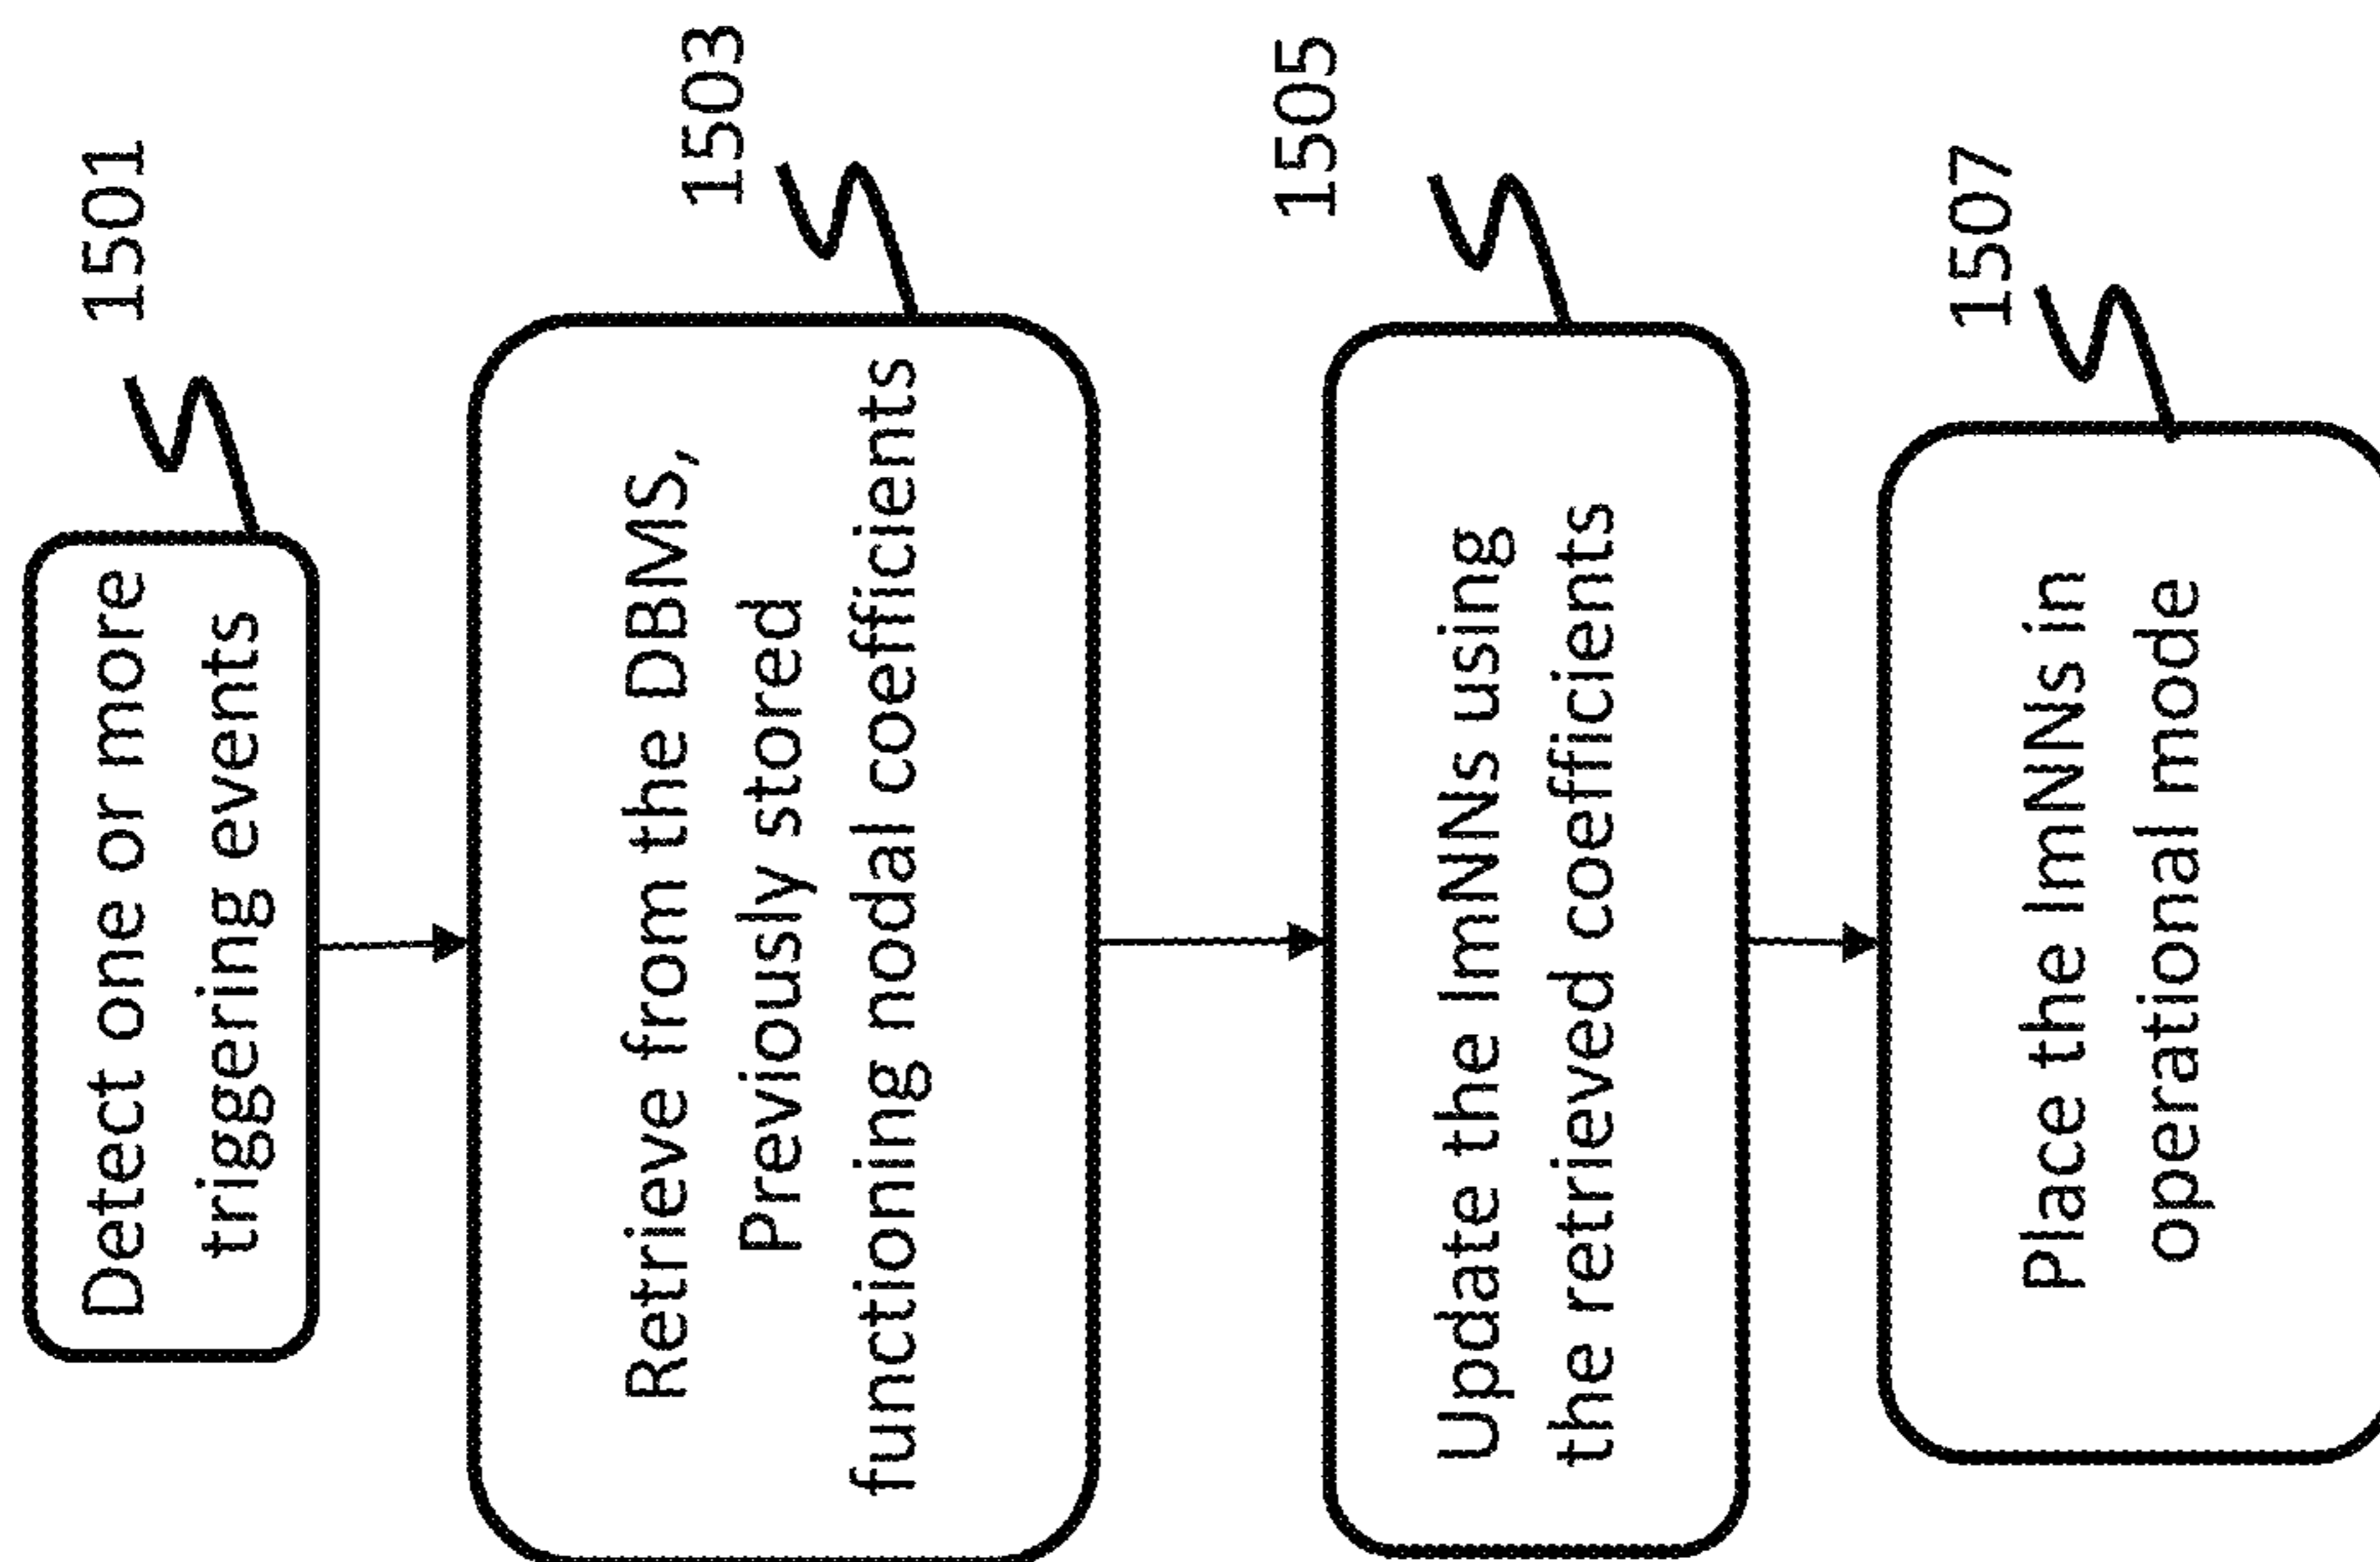 1501
Detect one or more
triggering events
1503
Retrieve from the DBMS,
Previously stored
functioning nodal coefficients
1505
Update the ImNNs using
the retrieved coefficients
1507
Place the ImNNs in
operational mode